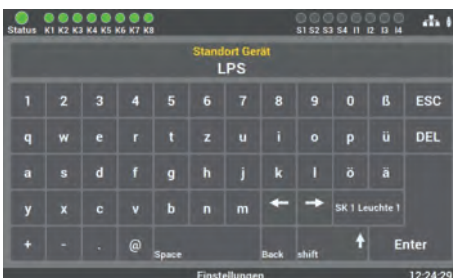 Status K1 K2 K3 K4 K5 K6 K7 K8 S1 S2 S3 S4 I1 I2 I3 I4
Standort Gerät
LPS
1 2 3 4 5 6 7 8 9 0 ß ESC
q w e r t z u i o p ü DEL
a s d f g h j k l ö ä
y x c v b n m ← → SK 1 Leuchte 1
+ - . @ Space Back shift ↑ Enter
Einstellungen 12:24:29